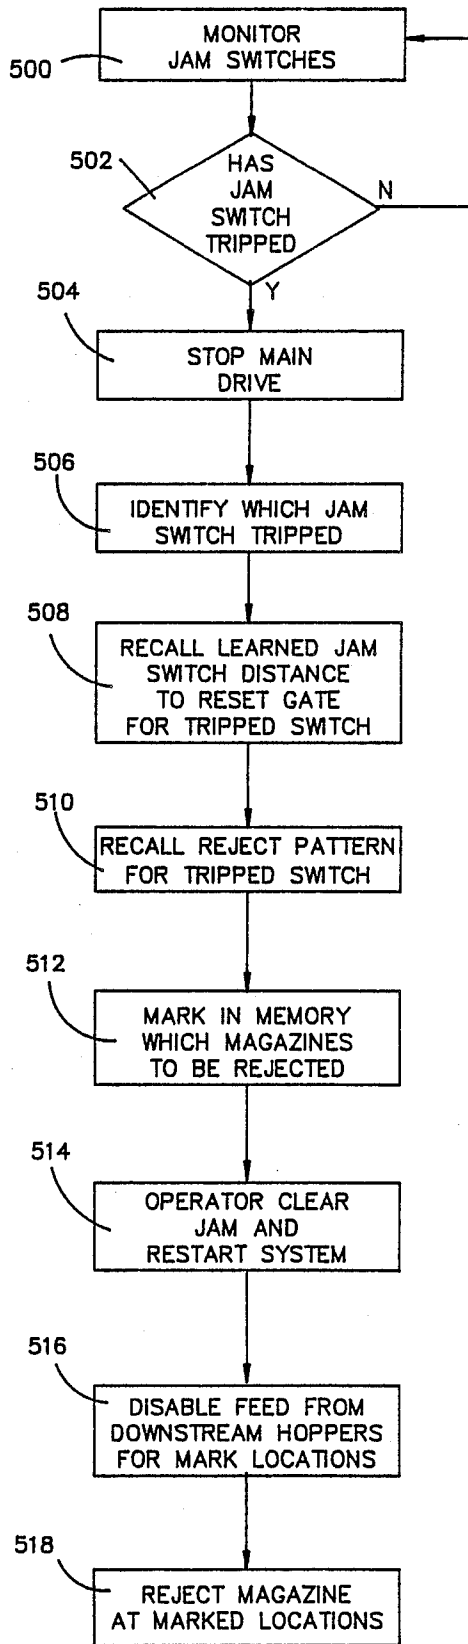 MONITOR
JAM SWITCHES
500
502
HAS
JAM
SWITCH
TRIPPED
N
Y
504
STOP MAIN
DRIVE
506
IDENTIFY WHICH JAM
SWITCH TRIPPED
508
RECALL LEARNED JAM
SWITCH DISTANCE
TO RESET GATE
FOR TRIPPED SWITCH
510
RECALL REJECT PATTERN
FOR TRIPPED SWITCH
512
MARK IN MEMORY
WHICH MAGAZINES
TO BE REJECTED
514
OPERATOR CLEAR
JAM AND
RESTART SYSTEM
516
DISABLE FEED FROM
DOWNSTREAM HOPPERS
FOR MARK LOCATIONS
518
REJECT MAGAZINE
AT MARKED LOCATIONS